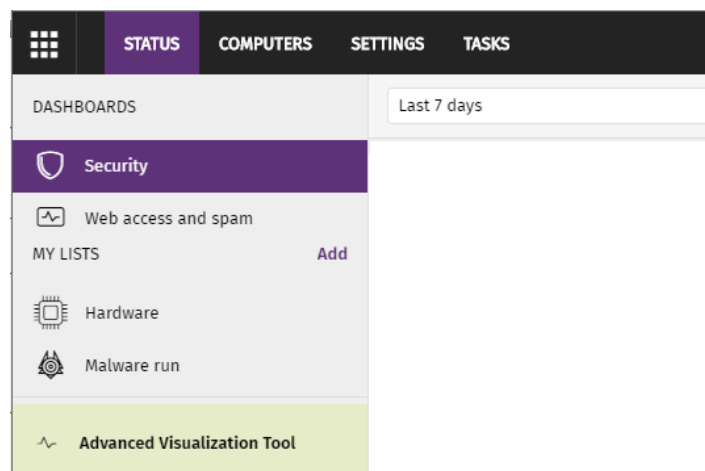 STATUS COMPUTERS SETTINGS TASKS
DASHBOARDS
Last 7 days
Security
Web access and spam
MY LISTS Add
Hardware
Malware run
Advanced Visualization Tool